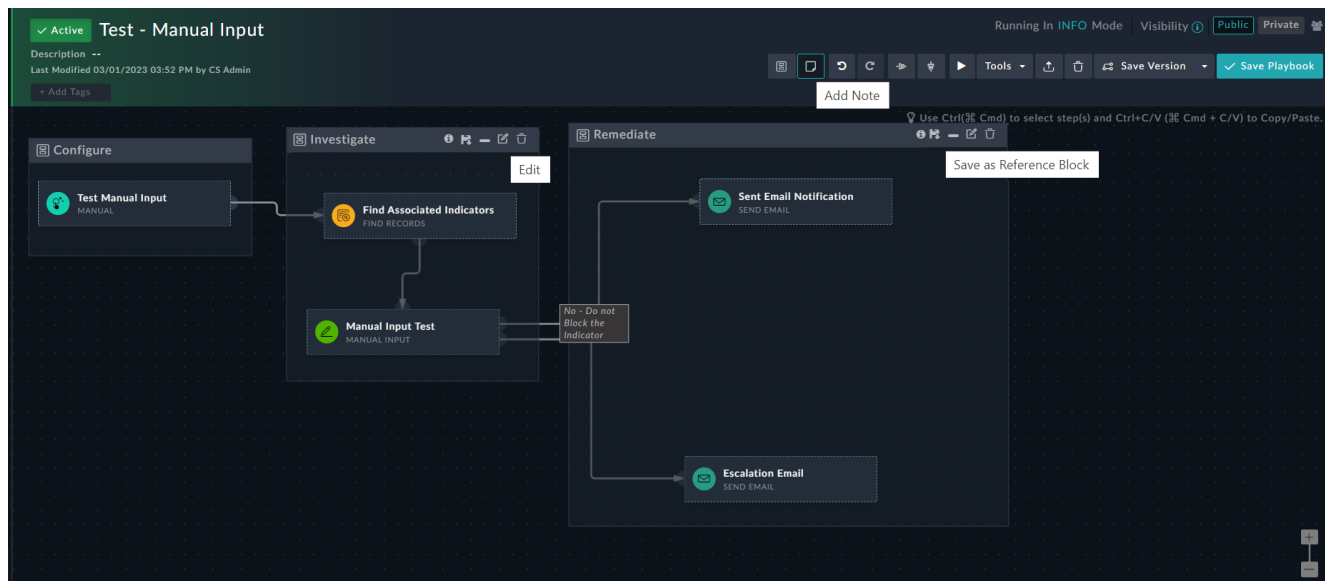 Active Test - Manual Input
Running In INFO Mode Visibility Public Private
Description --
Last Modified 03/01/2023 03:52 PM by CS Admin
Tools Save Version Save Playbook
+ Add Tags
Add Note
Use Ctrl(⌘ Cmd) to select step(s) and Ctrl+C/V (⌘ Cmd + C/V) to Copy/Paste.
Configure
Investigate
Remediate
Edit
Save as Reference Block
Test Manual Input
MANUAL
Find Associated Indicators
FIND RECORDS
Sent Email Notification
SEND EMAIL
Manual Input Test
MANUAL INPUT
No - Do not
Block the
Indicator
Escalation Email
SEND EMAIL